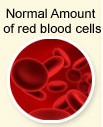 Normal Amount
of red blood cells